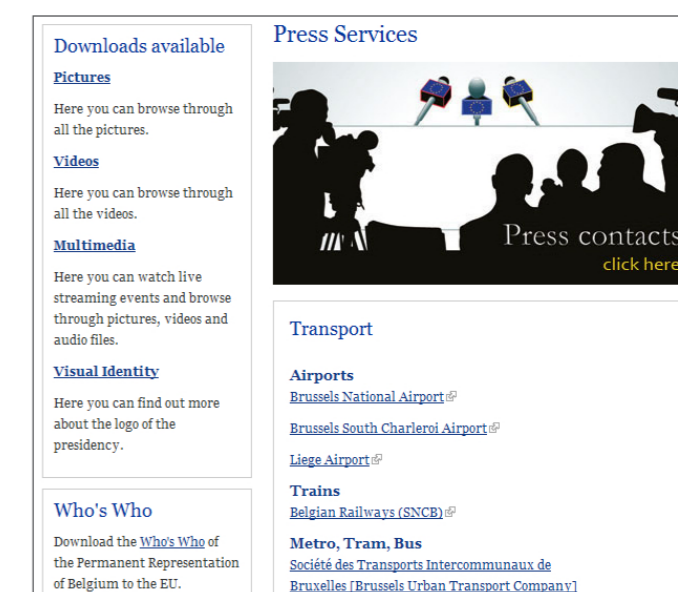 Downloads available
Pictures
Here you can browse through
all the pictures.
Videos
Here you can browse through
all the videos.
Multimedia
Here you can watch live
streaming events and browse
through pictures, videos and
audio files.
Visual Identity
Here you can find out more
about the logo of the
presidency.
Who's Who
Download the Who's Who of
the Permanent Representation
of Belgium to the EU.
Press Services
Press contacts
click here
Transport
Airports
Brussels National Airport
Brussels South Charleroi Airport
Liege Airport
Trains
Belgian Railways (SNCB)
Metro, Tram, Bus
Société des Transports Intercommunaux de
Bruxelles [Brussels Urban Transport Company]